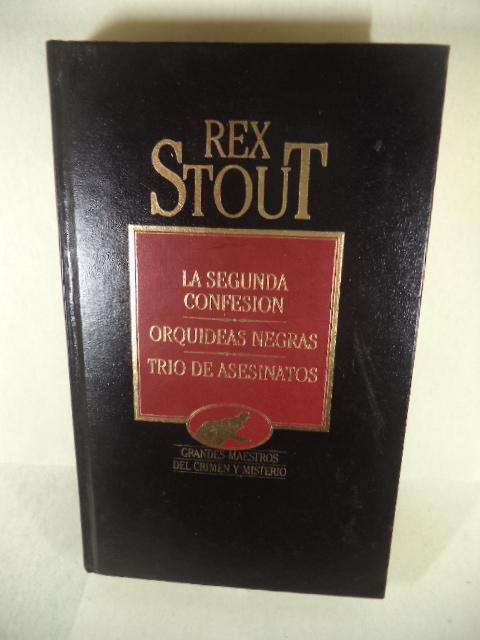 REX
STOUT
LA SEGUNDA
CONFESION
ORQUIDEAS NEGRAS
TRIO DE ASESINATOS
GRANDES MAESTROS
DEL CRIMEN Y MISTERIO